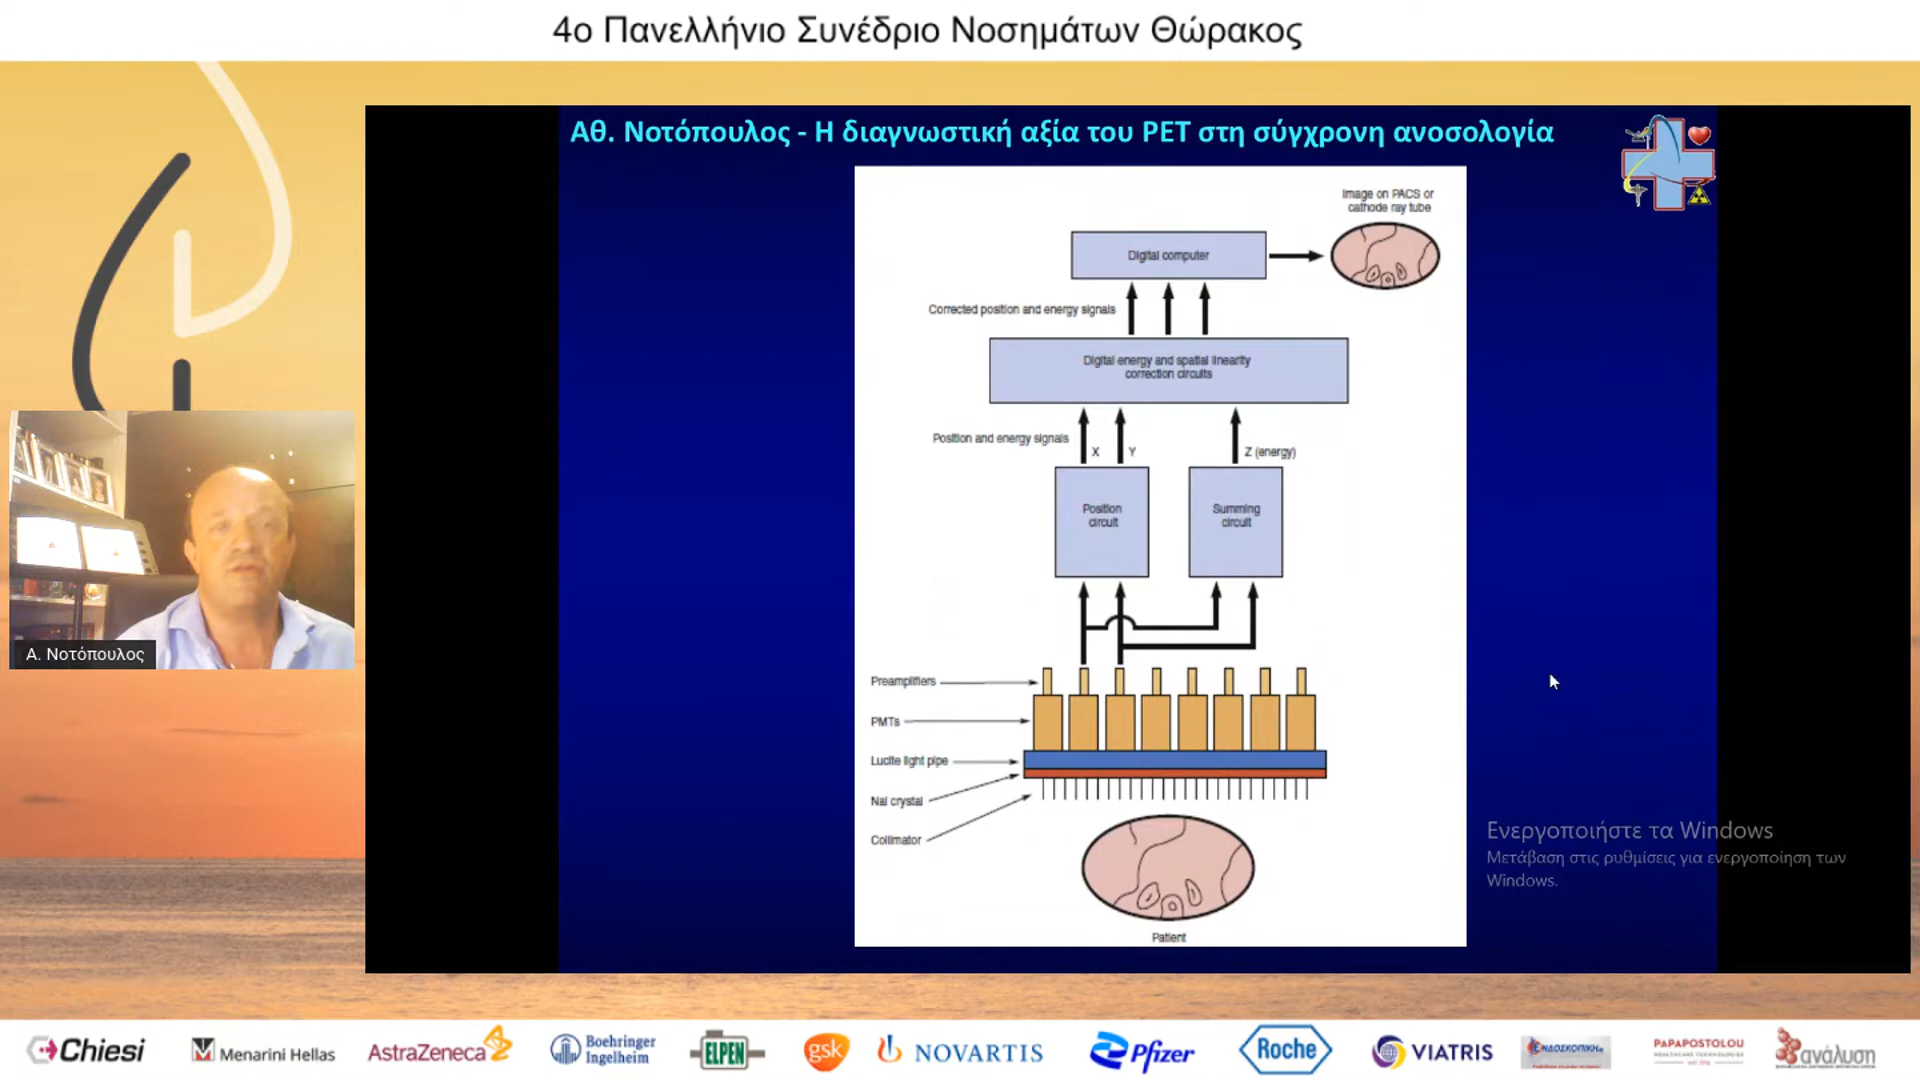 4ο Πανελλήνιο Συνέδριο Νοσημάτων Θώρακος
Αθ. Νοτόπουλος - Η διαγνωστική αξία του PET στη σύγχρονη ανοσολογία
Image on PACS or
cathode ray tube
Digital computer
Corrected position and energy signals
Digital energy and spatial linearity
correction circuits
Position and energy signals
X
Y
Z (energy)
Position
circuit
Summing
circuit
Preamplifiers
PMTs
Lucite light pipe
NaI crystal
Collimator
Patient
Α. Νοτόπουλος
Ενεργοποιήστε τα Windows
Μετάβαση στις ρυθμίσεις για ενεργοποίηση των
Windows.
Chiesi
Menarini Hellas
AstraZeneca
Boehringer
Ingelheim
ELPEN
gsk
NOVARTIS
Pfizer
Roche
VIATRIS
ΕΝΔΟΣΚΟΠΙΚΗ
PAPAPOSTOLOU
ανάλυση